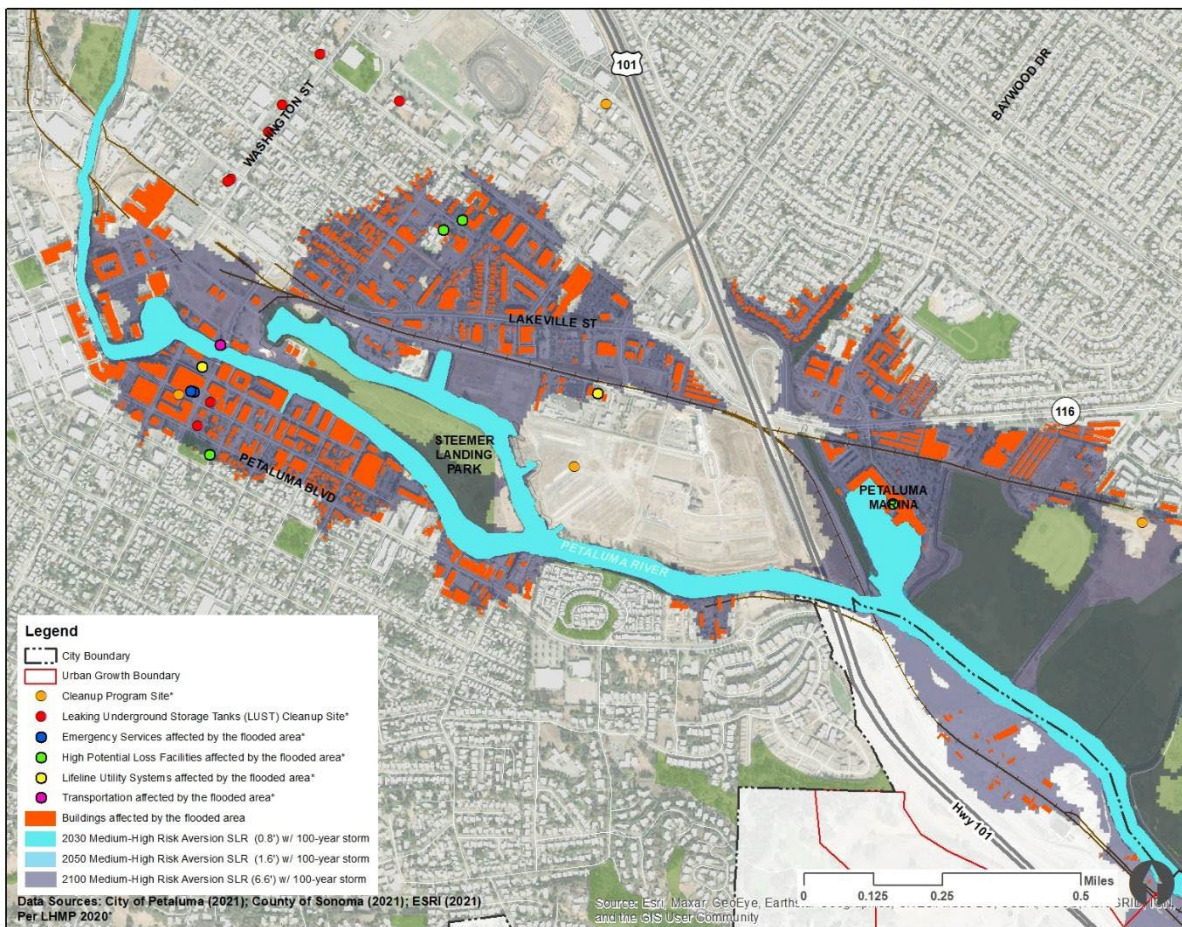 101
BAYWOOD DR
WASHINGTON ST
LAKEVILLE ST
116
STEEMER
LANDING
PARK
PETALUMA
MARINA
PETALUMA BLVD
PETALUMA RIVER
Hwy 101
Legend
City Boundary
Urban Growth Boundary
Cleanup Program Site*
Leaking Underground Storage Tanks (LUST) Cleanup Site*
Emergency Services affected by the flooded area*
High Potential Loss Facilities affected by the flooded area*
Lifeline Utility Systems affected by the flooded area*
Transportation affected by the flooded area*
Buildings affected by the flooded area
2030 Medium-High Risk Aversion SLR (0.8') w/ 100-year storm
2050 Medium-High Risk Aversion SLR (1.6') w/ 100-year storm
2100 Medium-High Risk Aversion SLR (6.6') w/ 100-year storm
Miles
0 0.125 0.25 0.5
Data Sources: City of Petaluma (2021); County of Sonoma (2021); ESRI (2021)
Per LHMP 2020*
Source: Esri, Maxar, GeoEye, Earthstar Geographics,
and the GIS User Community